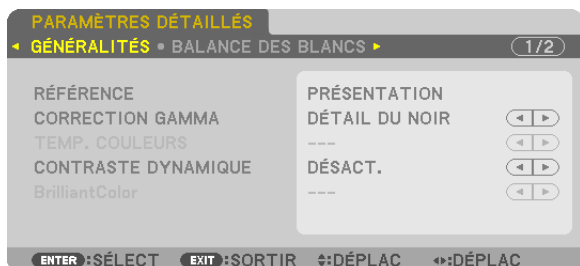 PARAMÈTRES DÉTAILLÉS
GÉNÉRALITÉS • BALANCE DES BLANCS 1/2
RÉFÉRENCE PRÉSENTATION
CORRECTION GAMMA DÉTAIL DU NOIR
TEMP. COULEURS ---
CONTRASTE DYNAMIQUE DÉSACT.
BrilliantColor ---
ENTER :SÉLECT EXIT :SORTIR :DÉPLAC :DÉPLAC